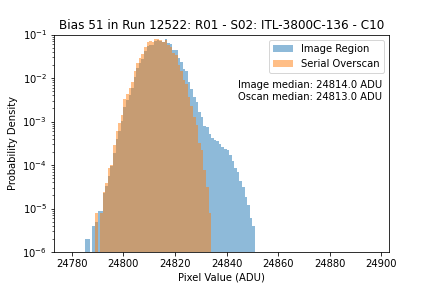 Bias 51 in Run 12522: R01 - S02: ITL-3800C-136 - C10
Image Region
Serial Overscan
Image median: 24814.0 ADU
Oscan median: 24813.0 ADU
Probability Density
10⁻¹
10⁻²
10⁻³
10⁻⁴
10⁻⁵
10⁻⁶
24780 24800 24820 24840 24860 24880 24900
Pixel Value (ADU)